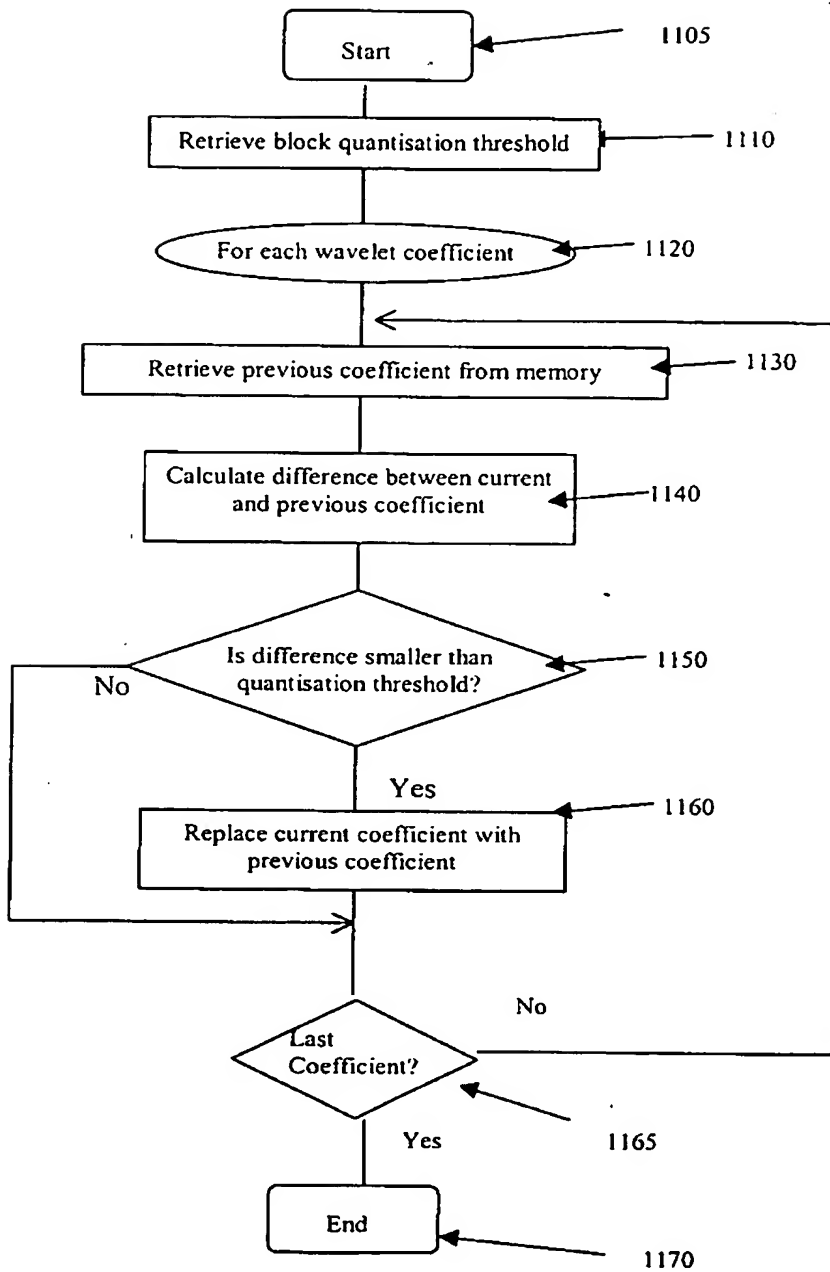 Start
1105
Retrieve block quantisation threshold
1110
For each wavelet coefficient
1120
Retrieve previous coefficient from memory
1130
Calculate difference between current
and previous coefficient
1140
Is difference smaller than
quantisation threshold?
1150
No
Yes
Replace current coefficient with
previous coefficient
1160
Last
Coefficient?
No
1165
Yes
End
1170